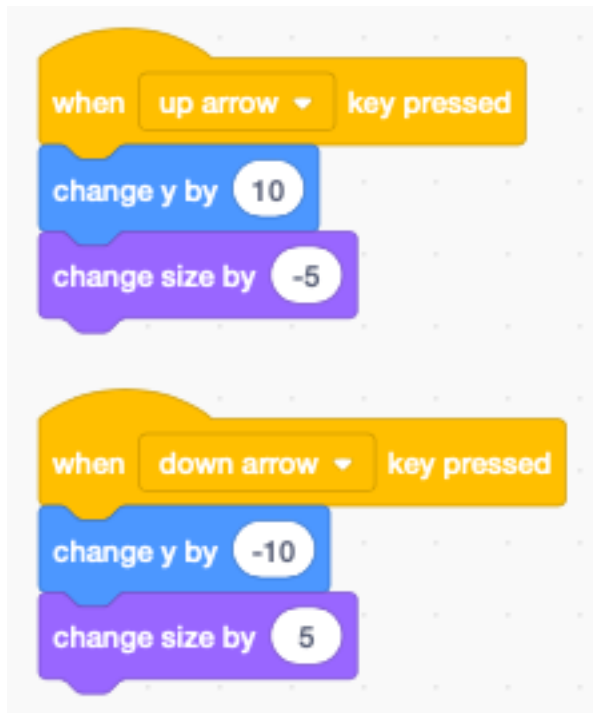 when up arrow key pressed
change y by 10
change size by -5
when down arrow key pressed
change y by -10
change size by 5